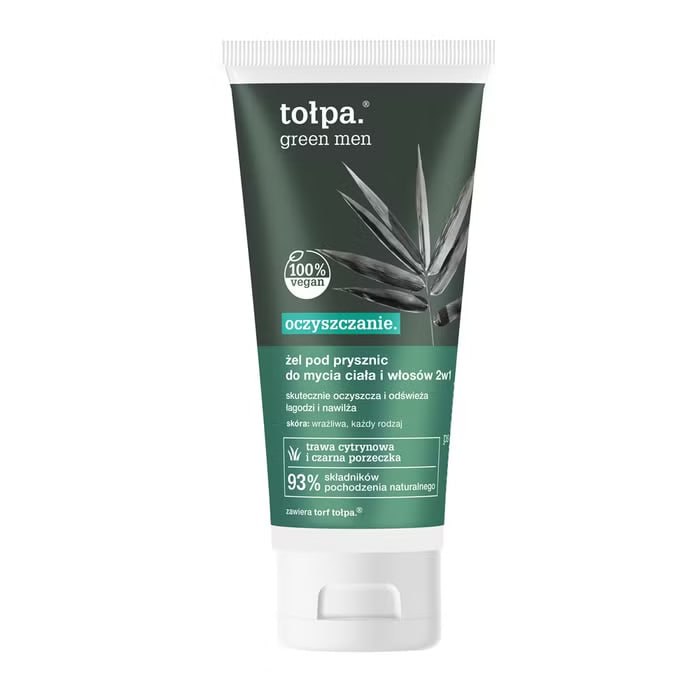 tołpa.®
green men
100%
vegan
oczyszczanie.
żel pod prysznic
do mycia ciała i włosów 2w1
skutecznie oczyszcza i odświeża
łagodzi i nawilża
skóra: wrażliwa, każdy rodzaj
trawa cytrynowa
i czarna porzeczka
93% składników
pochodzenia naturalnego
zawiera torf tołpa.®